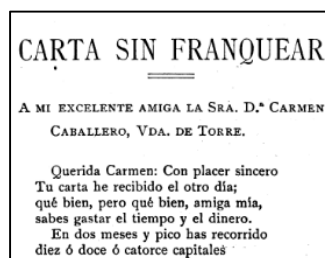 CARTA SIN FRANQUEAR
A MI EXCELENTE AMIGA LA SRA. D.ª CARMEN
CABALLERO, VDA. DE TORRE.
Querida Carmen: Con placer sincero
Tu carta he recibido el otro día;
qué bien, pero qué bien, amiga mía,
sabes gastar el tiempo y el dinero.
En dos meses y pico has recorrido
diez ó doce ó catorce capitales